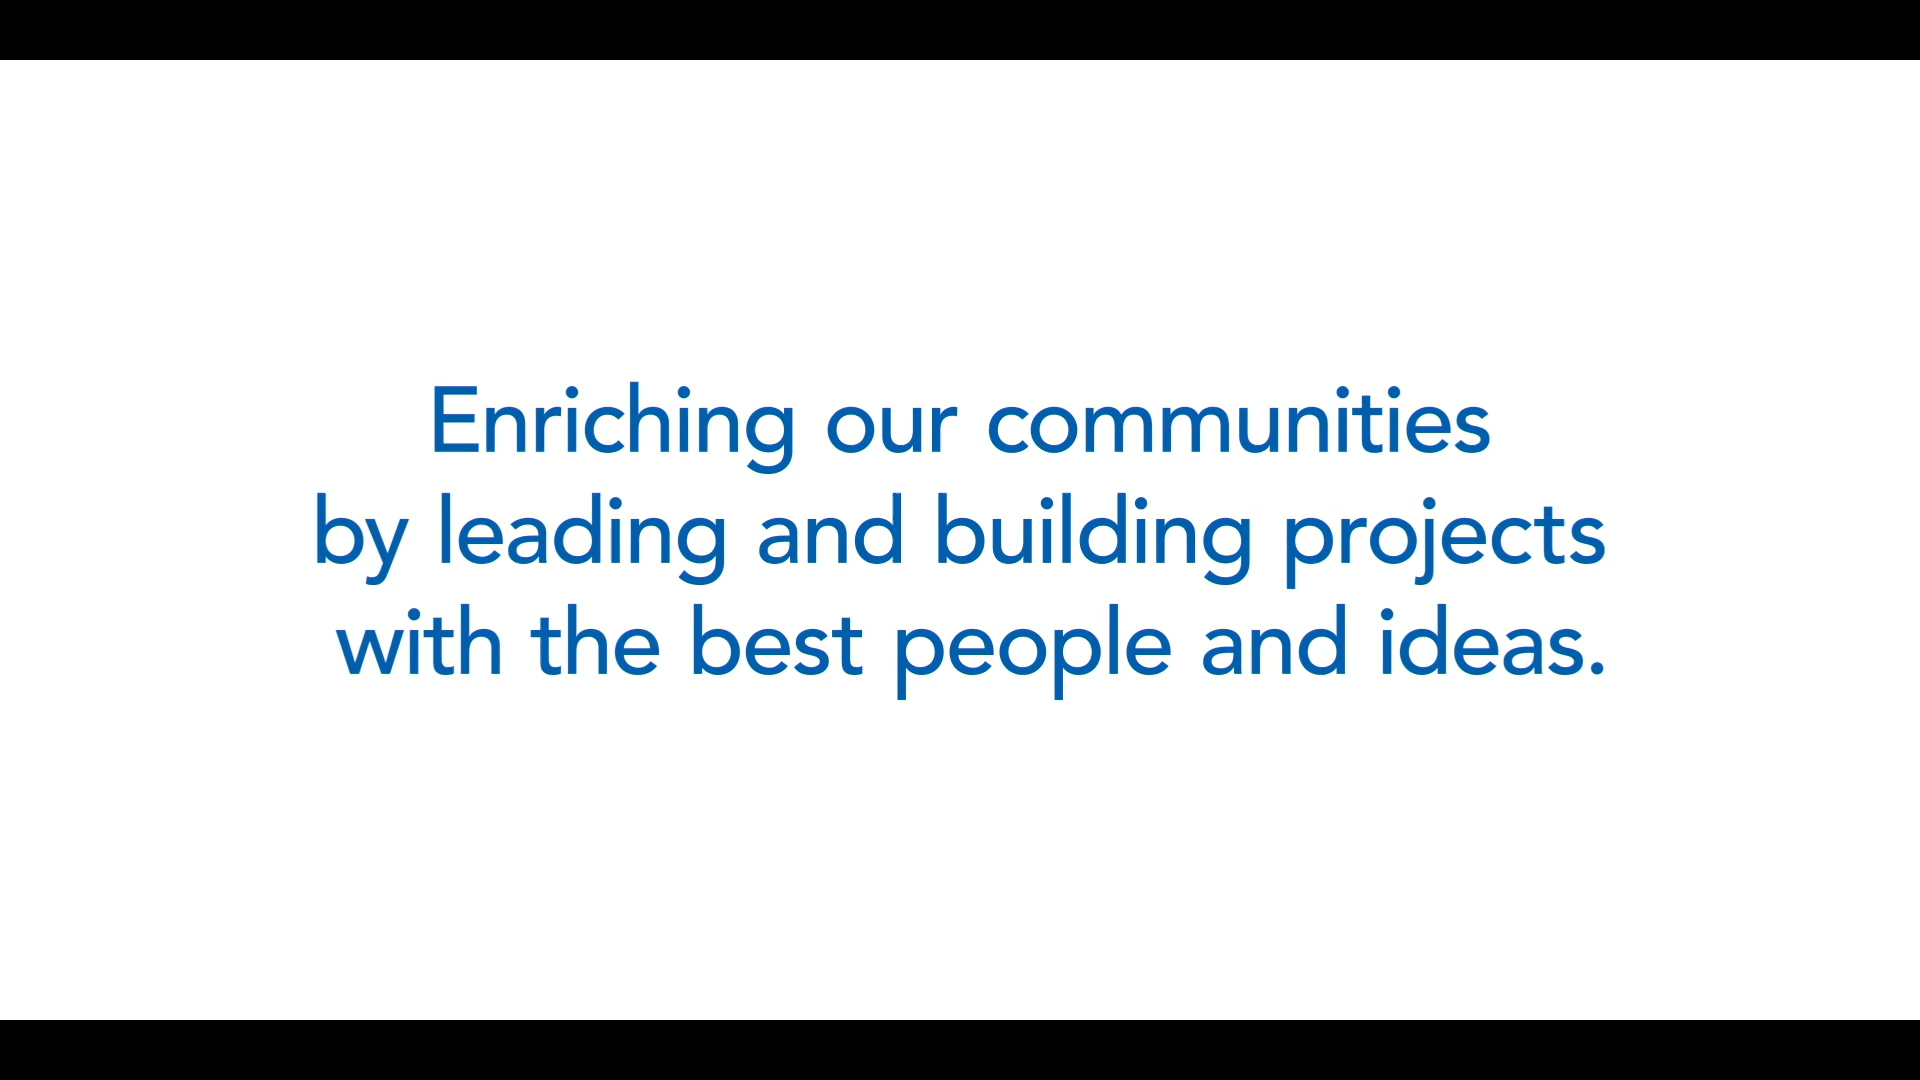 Enriching our communities
by leading and building projects
with the best people and ideas.